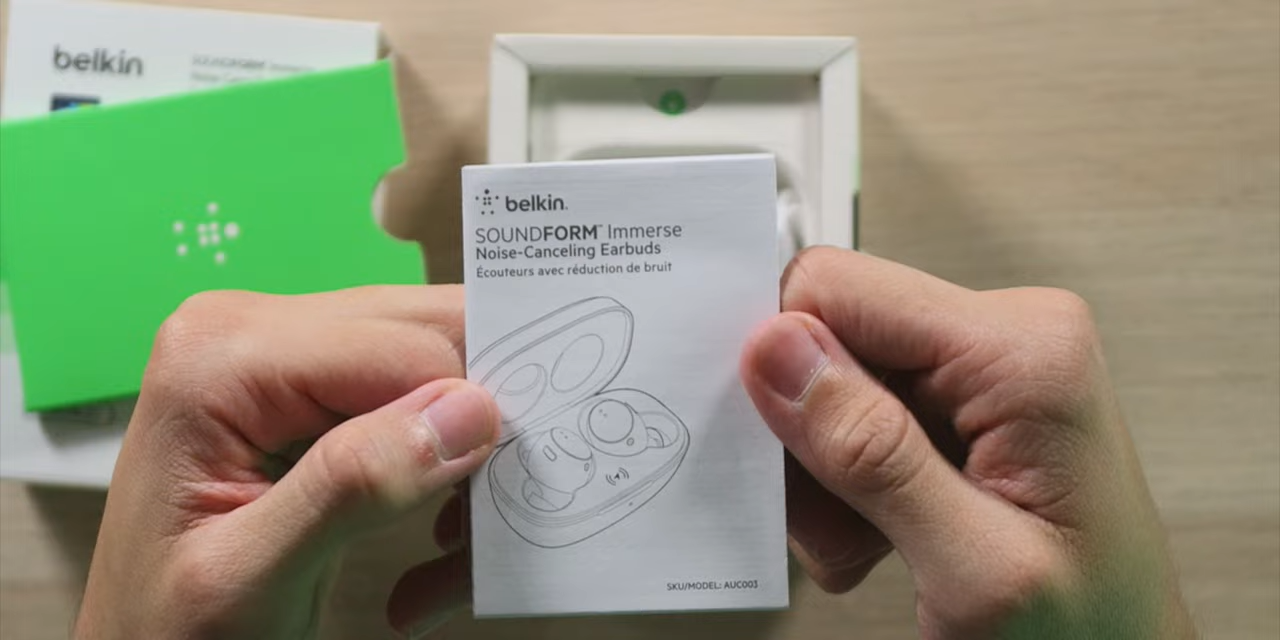 belkin
belkin.
SOUNDFORM™ Immerse
Noise-Canceling Earbuds
Écouteurs avec réduction de bruit
SKU/MODEL: AUC003